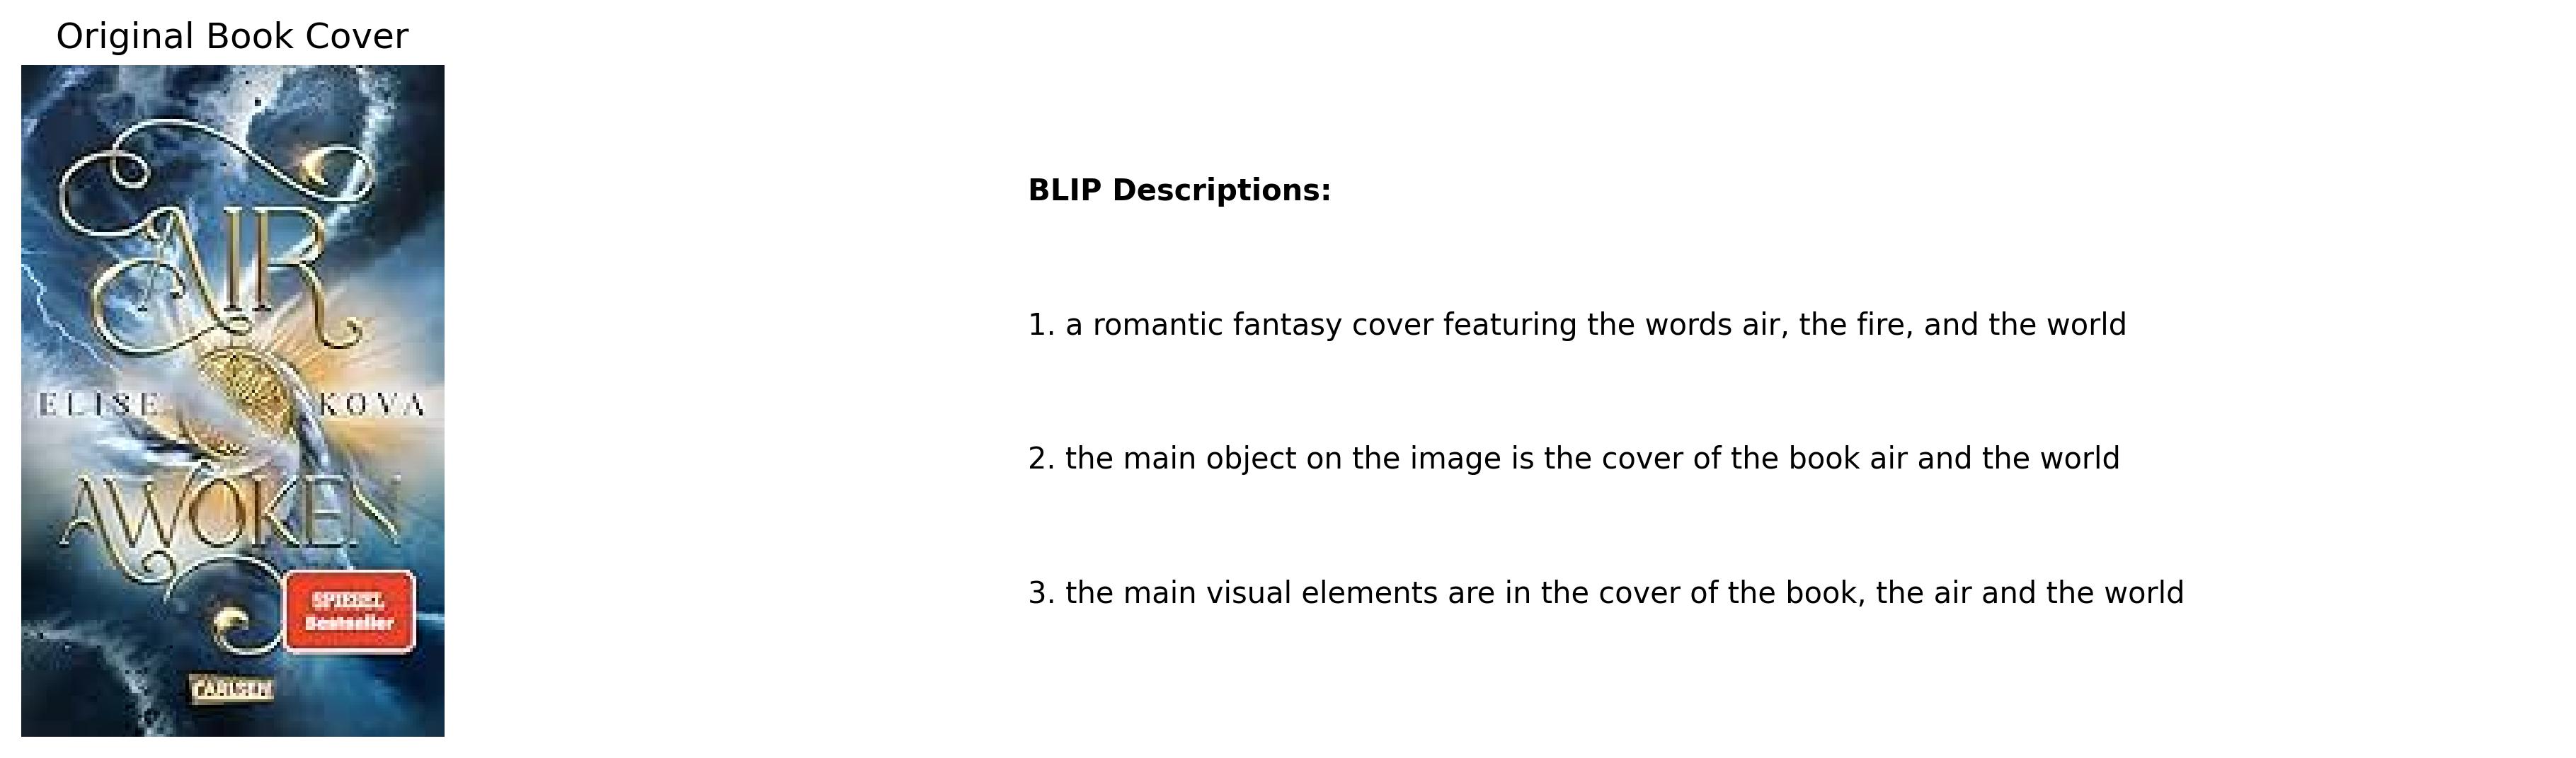 Original Book Cover
AIR
ELISE KOVA
AWOKEN
SPIEGEL
Bestseller
CARLSEN
BLIP Descriptions:
1. a romantic fantasy cover featuring the words air, the fire, and the world
2. the main object on the image is the cover of the book air and the world
3. the main visual elements are in the cover of the book, the air and the world